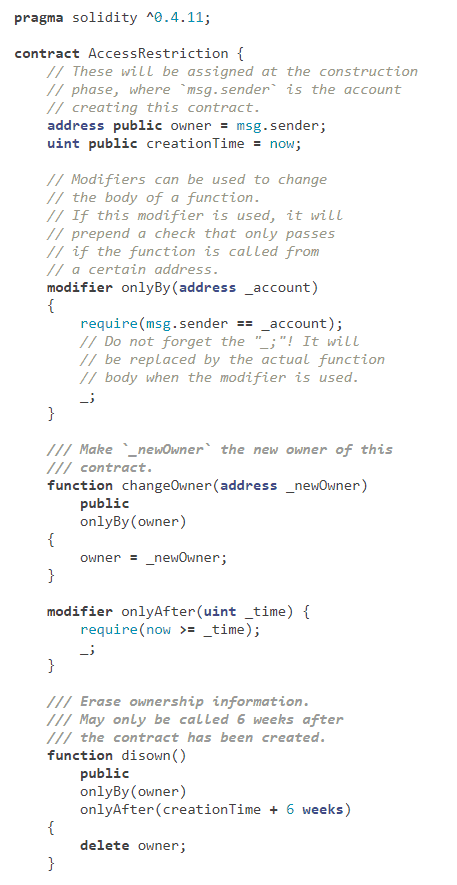 pragma solidity ^0.4.11;

contract AccessRestriction {
    // These will be assigned at the construction
    // phase, where `msg.sender` is the account
    // creating this contract.
    address public owner = msg.sender;
    uint public creationTime = now;

    // Modifiers can be used to change
    // the body of a function.
    // If this modifier is used, it will
    // prepend a check that only passes
    // if the function is called from
    // a certain address.
    modifier onlyBy(address _account)
    {
        require(msg.sender == _account);
        // Do not forget the "_;"! It will
        // be replaced by the actual function
        // body when the modifier is used.
        _;
    }

    /// Make `_newOwner` the new owner of this
    /// contract.
    function changeOwner(address _newOwner)
        public
        onlyBy(owner)
    {
        owner = _newOwner;
    }

    modifier onlyAfter(uint _time) {
        require(now >= _time);
        _;
    }

    /// Erase ownership information.
    /// May only be called 6 weeks after
    /// the contract has been created.
    function disown()
        public
        onlyBy(owner)
        onlyAfter(creationTime + 6 weeks)
    {
        delete owner;
    }